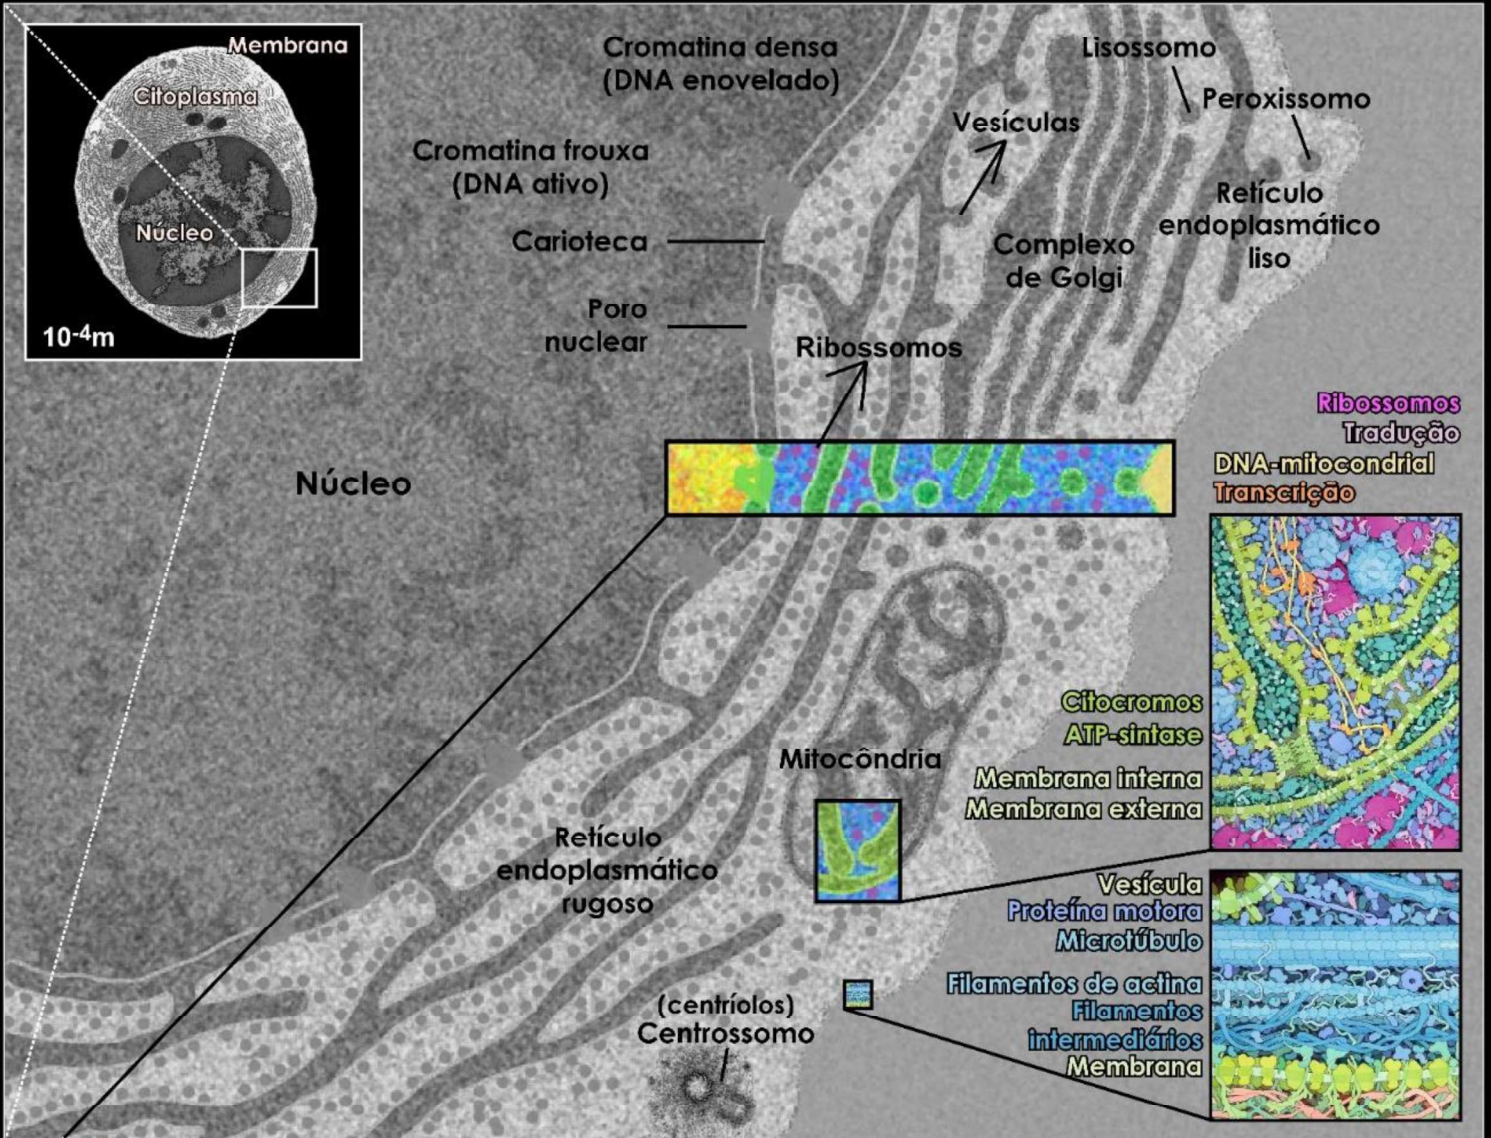 Membrana
Citoplasma
Núcleo
10-4m
Cromatina densa
(DNA enovelado)
Cromatina frouxa
(DNA ativo)
Carioteca
Poro
nuclear
Núcleo
Lisossomo
Peroxissomo
Vesículas
Retículo
endoplasmático
liso
Complexo
de Golgi
Ribossomos
Ribossomos
Tradução
DNA-mitocondrial
Transcrição
Citocromos
ATP-sintase
Membrana interna
Membrana externa
Mitocôndria
Retículo
endoplasmático
rugoso
Vesícula
Proteína motora
Microtúbulo
Filamentos de actina
Filamentos
intermediários
Membrana
(centríolos)
Centrossomo